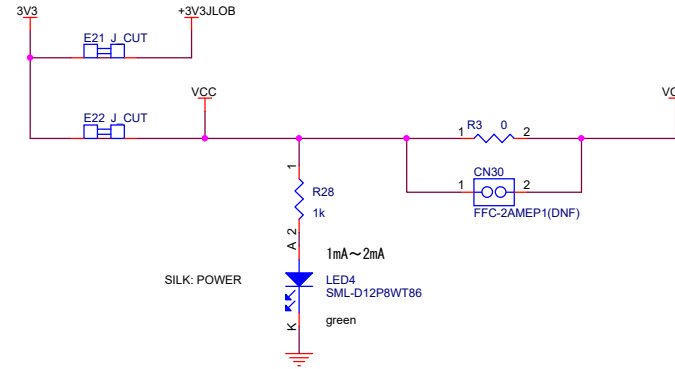 3V3
+3V3JLOB
E21 J_CUT
VCC
E22 J_CUT
R3 0
1 2
CN30
1 2
FFC-2AMEP1(DNF)
1
R28
1k
2
A
1mA～2mA
SILK: POWER
LED4
SML-D12P8WT86
green
K